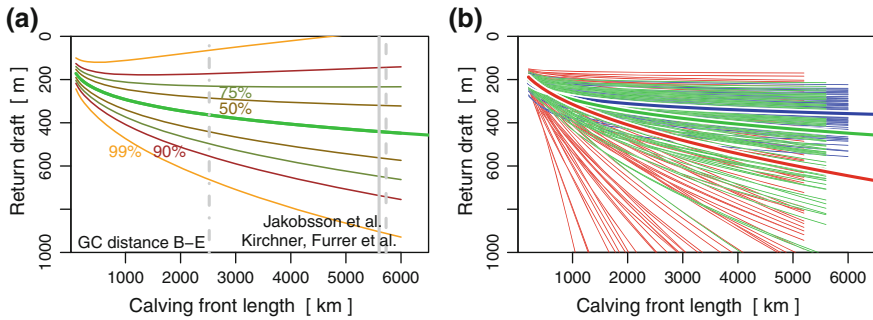 (a)
Return draft [ m ]
0
200
400
600
1000
75%
50%
99%
90%
Jakobsson et al.
GC distance B−E
Kirchner, Furrer et al.
1000 2000 3000 4000 5000 6000
Calving front length [ km ]
(b)
Return draft [ m ]
0
200
400
600
1000
1000 2000 3000 4000 5000 6000
Calving front length [ km ]